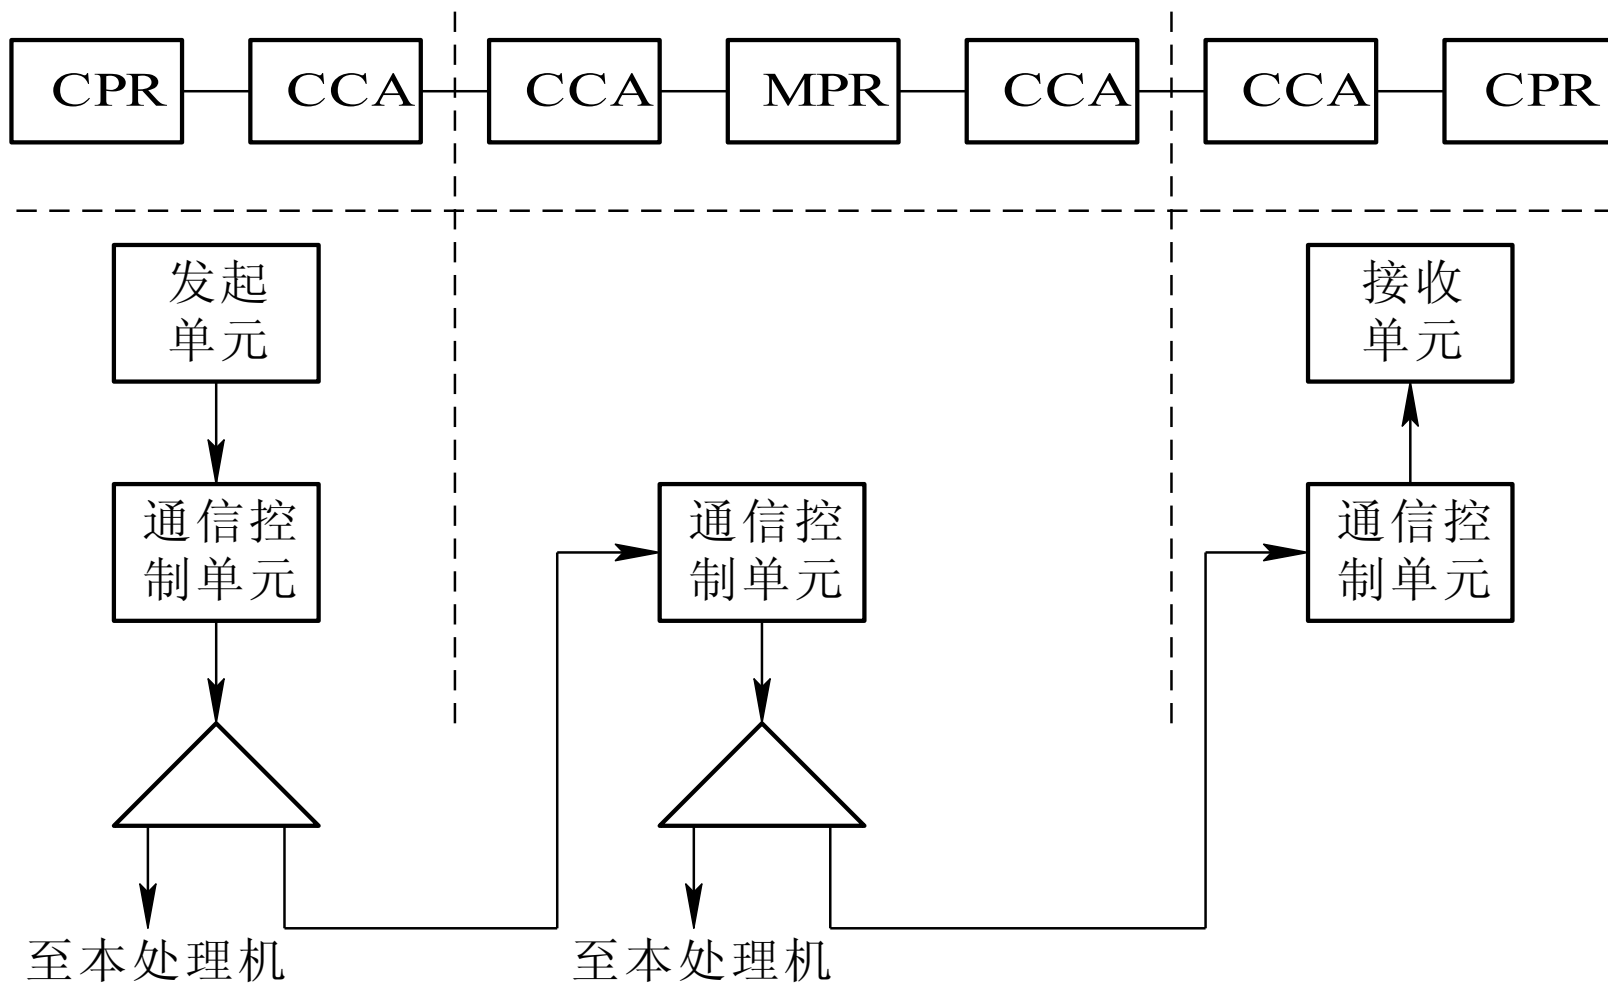 CPR CCA CCA MPR CCA CCA CPR
发起
单元
接收
单元
通信控
制单元
通信控
制单元
通信控
制单元
至本处理机
至本处理机